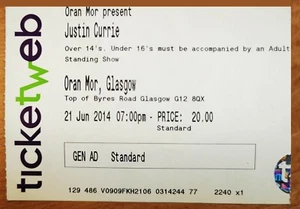 ticketweb
Oran Mor present
Justin Currie
Over 14's. Under 16's must be accompanied by an Adult
Standing Show
Oran Mor, Glasgow
Top of Byres Road Glasgow G12 8QX
21 Jun 2014 07:00pm - PRICE: 20.00
Standard
GEN AD Standard
129 486 V0909FKH2106 0314244 77 2240 x1